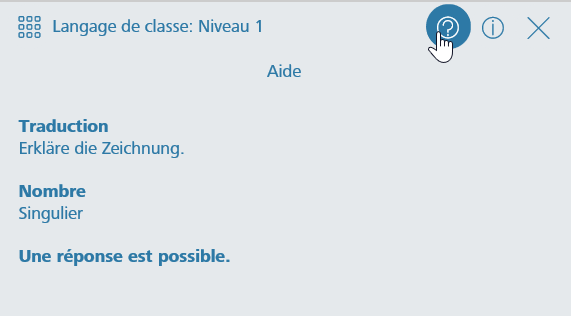 Langage de classe: Niveau 1
Aide
Traduction
Erkläre die Zeichnung.
Nombre
Singulier
Une réponse est possible.